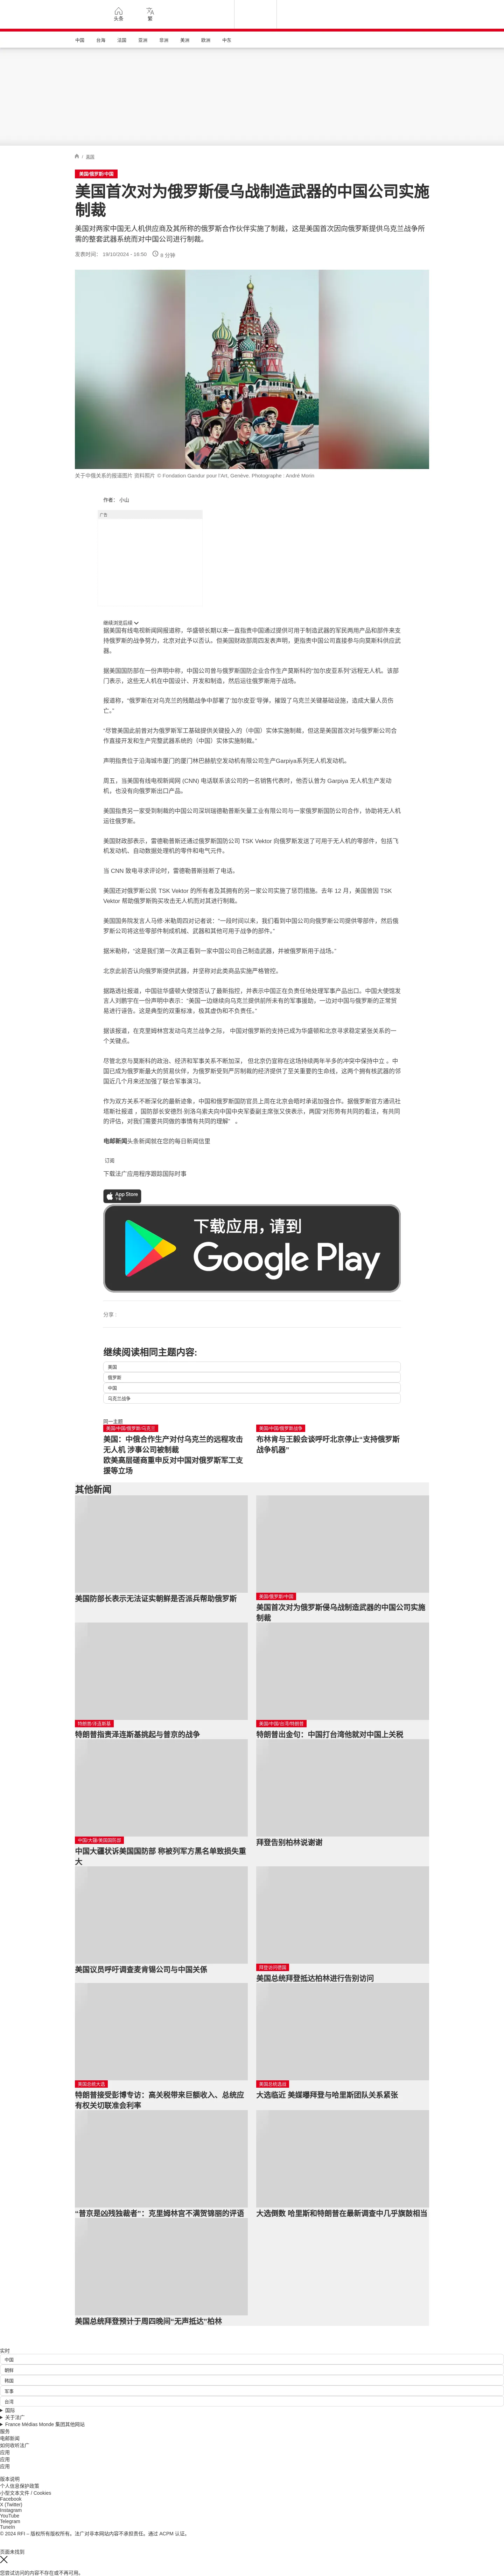 头条
繁
中国
台海
法国
亚洲
非洲
美洲
欧洲
中东
/ 美国
美国/俄罗斯/中国
美国首次对为俄罗斯侵乌战制造武器的中国公司实施
制裁
美国对两家中国无人机供应商及其所称的俄罗斯合作伙伴实施了制裁，这是美国首次因向俄罗斯提供乌克兰战争所
需的整套武器系统而对中国公司进行制裁。
发表时间： 19/10/2024 - 16:50 6 分钟
关于中俄关系的描逼图片 资料照片 © Fondation Gandur pour l'Art, Genève. Photographe : André Morin
作者： 小山
广告
继续浏览后续
据美国有线电视新闻网报道称，华盛顿长期以来一直指责中国通过提供可用于制造武器的军民两用产品和部件来支
持俄罗斯的战争努力，北京对此予以否认。但美国财政部周四发表声明，更指责中国公司直接参与向莫斯科供应武
器。
据美国国防部在一份声明中称，中国公司曾与俄罗斯国防企业合作生产莫斯科的“加尔皮亚系列”远程无人机。该部
门表示，这些无人机在中国设计、开发和制造，然后运往俄罗斯用于战场。
报道称，“俄罗斯在对乌克兰的残酷战争中部署了‘加尔皮亚’导弹，摧毁了乌克兰关键基础设施，造成大量人员伤
亡。”
“尽管美国此前曾对为俄罗斯军工基础提供关键投入的（中国）实体实施制裁，但这是美国首次对与俄罗斯公司合
作直接开发和生产完整武器系统的（中国）实体实施制裁。”
声明指责位于沿海城市厦门的厦门林巴赫航空发动机有限公司生产Garpiya系列无人机发动机。
周五，当美国有线电视新闻网 (CNN) 电话联系该公司的一名销售代表时，他否认曾为 Garpiya 无人机生产发动
机，也没有向俄罗斯出口产品。
美国指责另一家受到制裁的中国公司深圳瑞德勒普斯矢量工业有限公司与一家俄罗斯国防公司合作，协助将无人机
运往俄罗斯。
美国财政部表示，雷德勒普斯还通过俄罗斯国防公司 TSK Vektor 向俄罗斯发送了可用于无人机的零部件，包括飞
机发动机、自动数据处理机的零件和电气元件。
当 CNN 致电寻求评论时，雷德勒普斯挂断了电话。
美国还对俄罗斯公民 TSK Vektor 的所有者及其拥有的另一家公司实施了惩罚措施。去年 12 月，美国曾因 TSK
Vektor 帮助俄罗斯购买攻击无人机而对其进行制裁。
美国国务院发言人马修·米勒周四对记者说：“一段时间以来，我们看到中国公司向俄罗斯公司提供零部件，然后俄
罗斯公司将这些零部件制成机械、武器和其他可用于战争的部件。”
据米勒称，“这是我们第一次真正看到一家中国公司自己制造武器，并被俄罗斯用于战场。”
北京此前否认向俄罗斯提供武器，并坚称对此类商品实施严格管控。
据路透社报道，中国驻华盛顿大使馆否认了最新指控，并表示中国正在负责任地处理军事产品出口。中国大使馆发
言人刘鹏宇在一份声明中表示：“美国一边继续向乌克兰提供前所未有的军事援助，一边对中国与俄罗斯的正常贸
易进行诬告。这是典型的双重标准，极其虚伪和不负责任。”
据该报道，在克里姆林宫发动乌克兰战争之际， 中国对俄罗斯的支持已成为华盛顿和北京寻求稳定紧张关系的一
个关键点。
尽管北京与莫斯科的政治、经济和军事关系不断加深， 但北京仍宣称在这场持续两年半多的冲突中保持中立 。中
国已成为俄罗斯最大的贸易伙伴，为俄罗斯受到严厉制裁的经济提供了至关重要的生命线，这两个拥有核武器的邻
国近几个月来还加强了联合军事演习。
作为双方关系不断深化的最新迹象，中国和俄罗斯国防官员上周在北京会晤时承诺加强合作。据俄罗斯官方通讯社
塔斯社报道 ，国防部长安德烈·别洛乌索夫向中国中央军委副主席张又侠表示，两国“对形势有共同的看法，有共同
的评估，对我们需要共同做的事情有共同的理解” 。
电邮新闻头条新闻就在您的每日新闻信里
订阅
下载法广应用程序跟踪国际时事
App Store
下载
下载应用，请到
Google Play
分享 :
继续阅读相同主题内容:
美国
俄罗斯
中国
乌克兰战争
同一主题
美国/中国/俄罗斯/乌克兰
美国：中俄合作生产对付乌克兰的远程攻击
无人机 涉事公司被制裁
欧美高层磋商重申反对中国对俄罗斯军工支
援等立场
美国/中国/俄罗斯战争
布林肯与王毅会谈呼吁北京停止“支持俄罗斯
战争机器”
其他新闻
美国防部长表示无法证实朝鲜是否派兵帮助俄罗斯
美国/俄罗斯/中国
美国首次对为俄罗斯侵乌战制造武器的中国公司实施
制裁
特朗普/泽连斯基
特朗普指责泽连斯基挑起与普京的战争
美国/中国/台湾/特朗普
特朗普出金句：中国打台湾他就对中国上关税
中国/大疆/美国国防部
中国大疆状诉美国国防部 称被列军方黑名单致损失重
大
拜登告别柏林说谢谢
美国议员呼吁调查麦肯锡公司与中国关系
拜登访问德国
美国总统拜登抵达柏林进行告别访问
美国总统大选
特朗普接受彭博专访：高关税带来巨额收入、总统应
有权关切联准会利率
美国总统选战
大选临近 美媒曝拜登与哈里斯团队关系紧张
“普京是凶残独裁者”：克里姆林宫不满贺锦丽的评语
大选倒数 哈里斯和特朗普在最新调查中几乎旗鼓相当
美国总统拜登预计于周四晚间“无声抵达”柏林
实时
中国
朝鲜
韩国
军事
台湾
国际
关于法广
France Médias Monde 集团其他网站
服务
电邮新闻
如何收听法广
应用
应用
应用
版本说明
个人信息保护政策
小型文本文件 / Cookies
Facebook
X (Twitter)
Instagram
YouTube
Telegram
TuneIn
© 2024 RFI – 版权所有版权所有。法广对非本网站内容不承担责任。通过 ACPM 认证。
页面未找到
您尝试访问的内容不存在或不再可用。